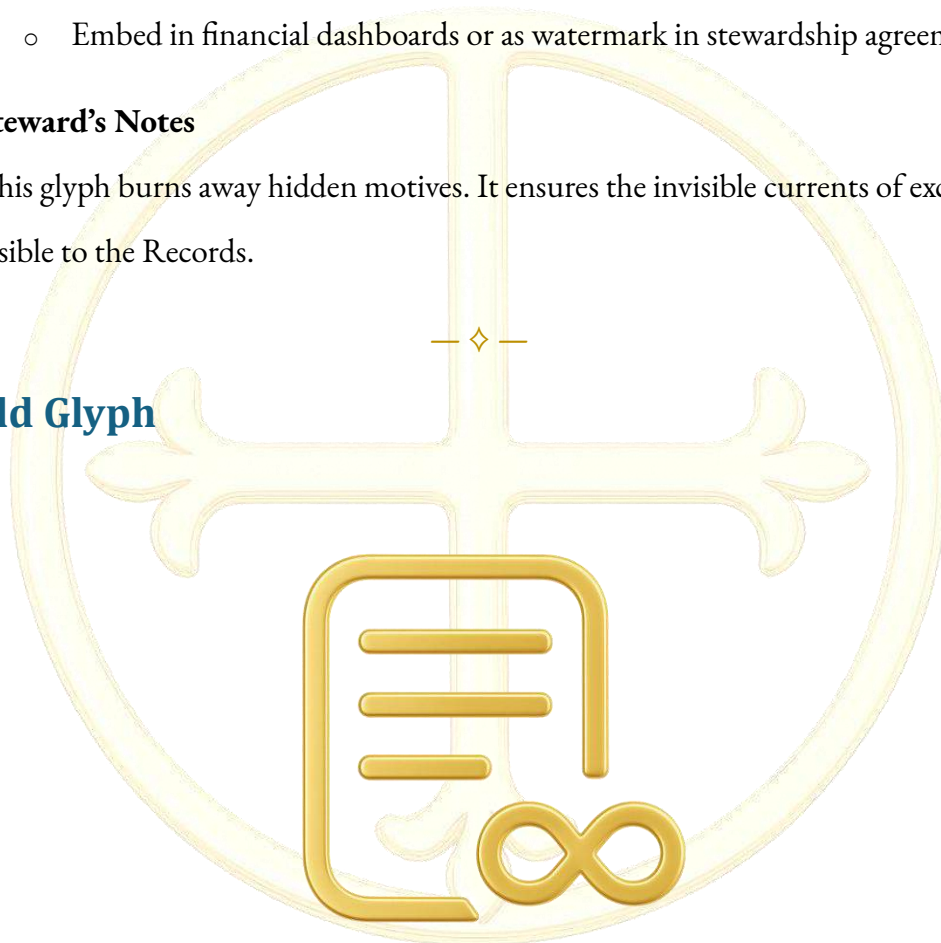 Embed in financial dashboards or as watermark in stewardship agreen
teward's Notes
his glyph burns away hidden motives. It ensures the invisible currents of exc
sible to the Records.
ld Glyph